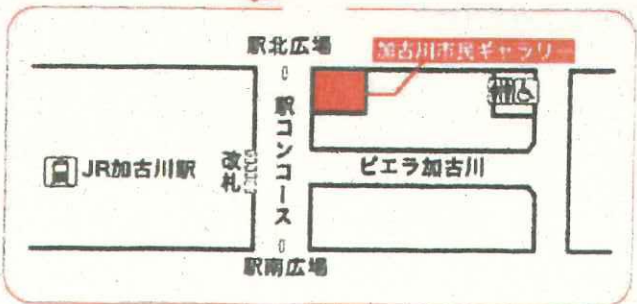 駅北広場
加古川市民ギャラリー
駅コンコース
改札
JR加古川駅
ピエラ加古川
駅南広場